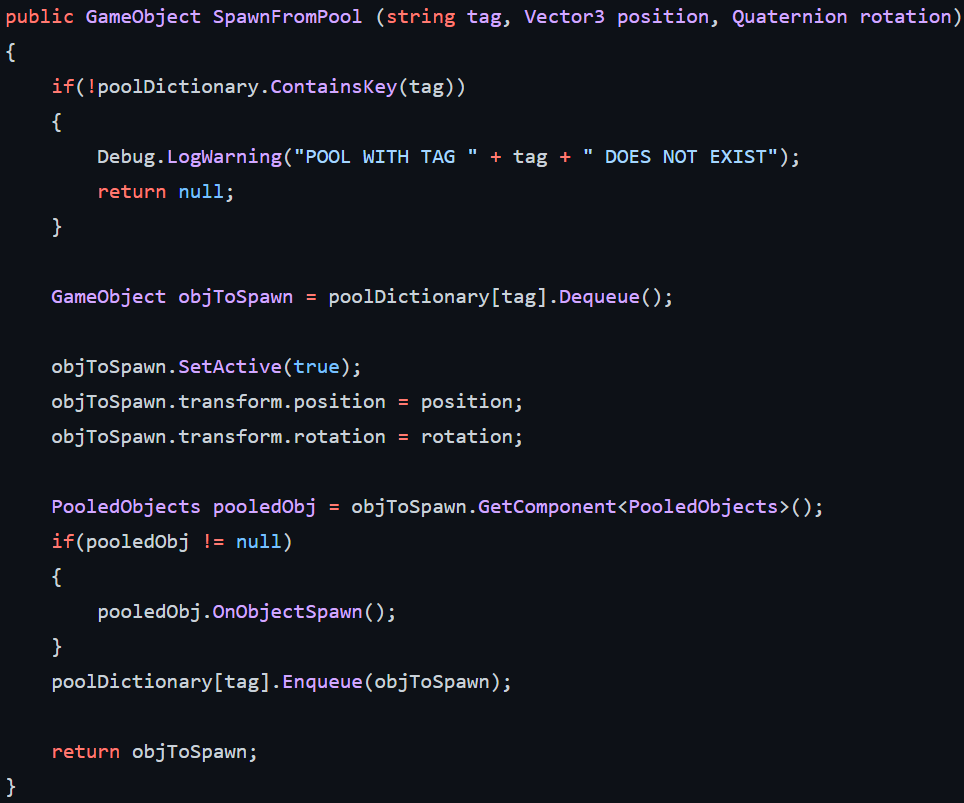 public GameObject SpawnFromPool (string tag, Vector3 position, Quaternion rotation)
{
    if(!poolDictionary.ContainsKey(tag))
    {
        Debug.LogWarning("POOL WITH TAG " + tag + " DOES NOT EXIST");
        return null;
    }

    GameObject objToSpawn = poolDictionary[tag].Dequeue();

    objToSpawn.SetActive(true);
    objToSpawn.transform.position = position;
    objToSpawn.transform.rotation = rotation;

    PooledObjects pooledObj = objToSpawn.GetComponent<PooledObjects>();
    if(pooledObj != null)
    {
        pooledObj.OnObjectSpawn();
    }
    poolDictionary[tag].Enqueue(objToSpawn);

    return objToSpawn;
}